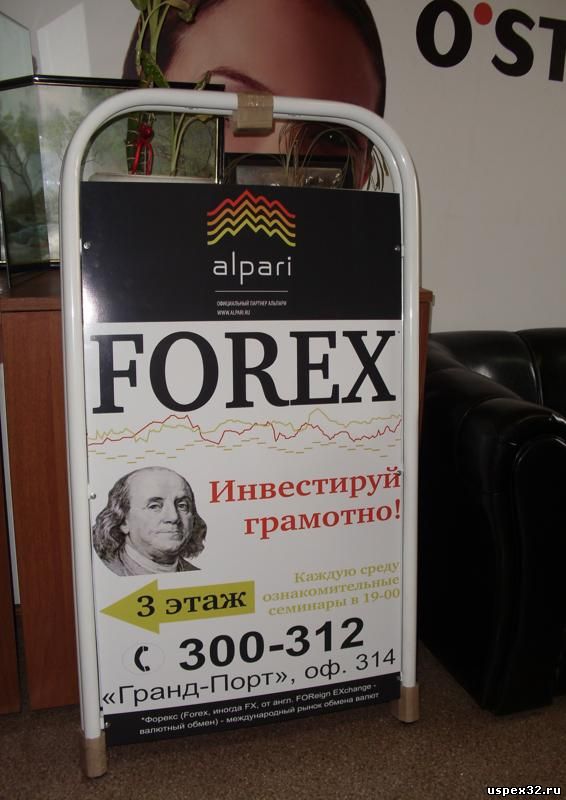 O'ST
alpari
ОФИЦИАЛЬНЫЙ ПАРТНЕР АЛЬПАРИ
WWW.ALPARI.RU
FOREX
Инвестируй
грамотно!
Каждую среду
ознакомительные
семинары в 19-00
3 этаж
300-312
«Гранд-Порт», оф. 314
*Форекс (Forex, иногда FX, от англ. FOReign EXchange -
валютный обмен) - международный рынок обмена валют
uspex32.ru